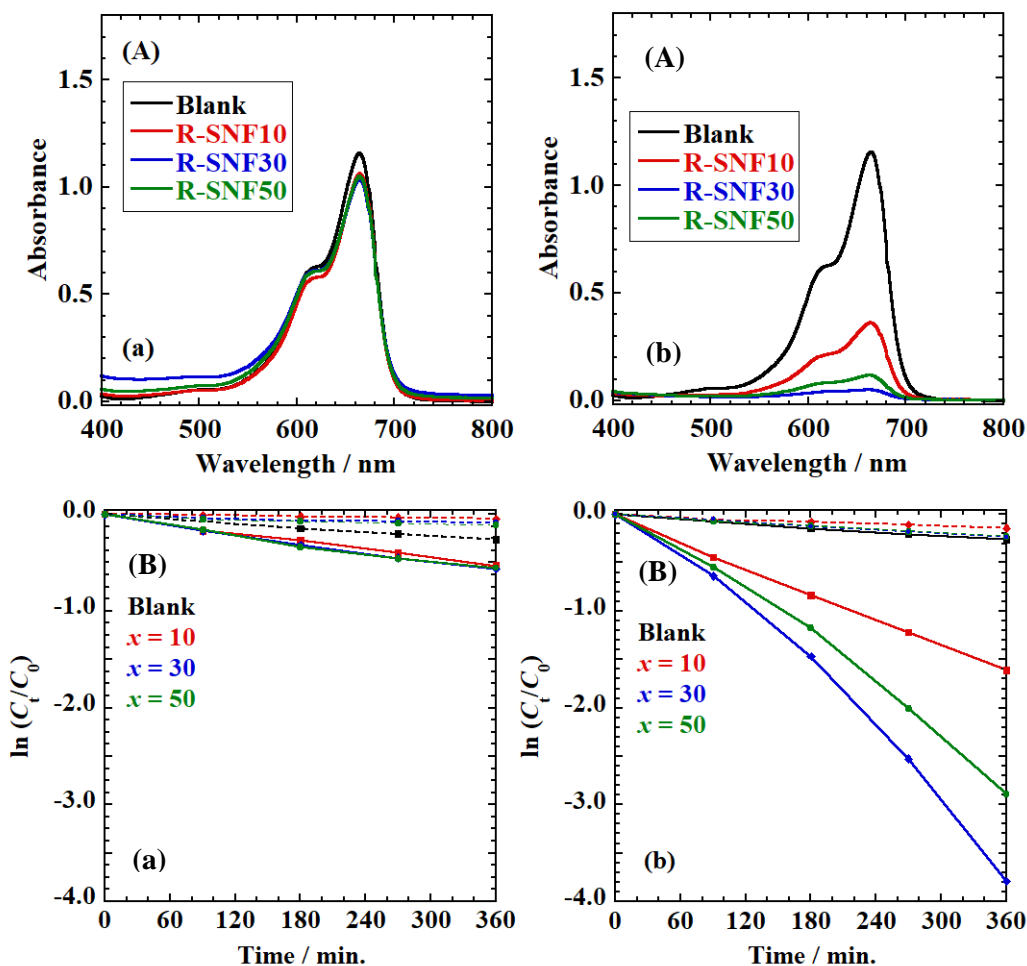 (A)
Blank
R-SNF10
R-SNF30
R-SNF50
(a)
Absorbance
0.0
0.5
1.0
1.5
400
500
600
700
800
Wavelength / nm
(A)
Blank
R-SNF10
R-SNF30
R-SNF50
(b)
Absorbance
0.0
0.5
1.0
1.5
400
500
600
700
800
Wavelength / nm
(B)
Blank
x = 10
x = 30
x = 50
(a)
ln (Ct/C0)
0.0
-1.0
-2.0
-3.0
-4.0
0
60
120
180
240
300
360
Time / min.
(B)
Blank
x = 10
x = 30
x = 50
(b)
ln (Ct/C0)
0.0
-1.0
-2.0
-3.0
-4.0
0
60
120
180
240
300
360
Time / min.